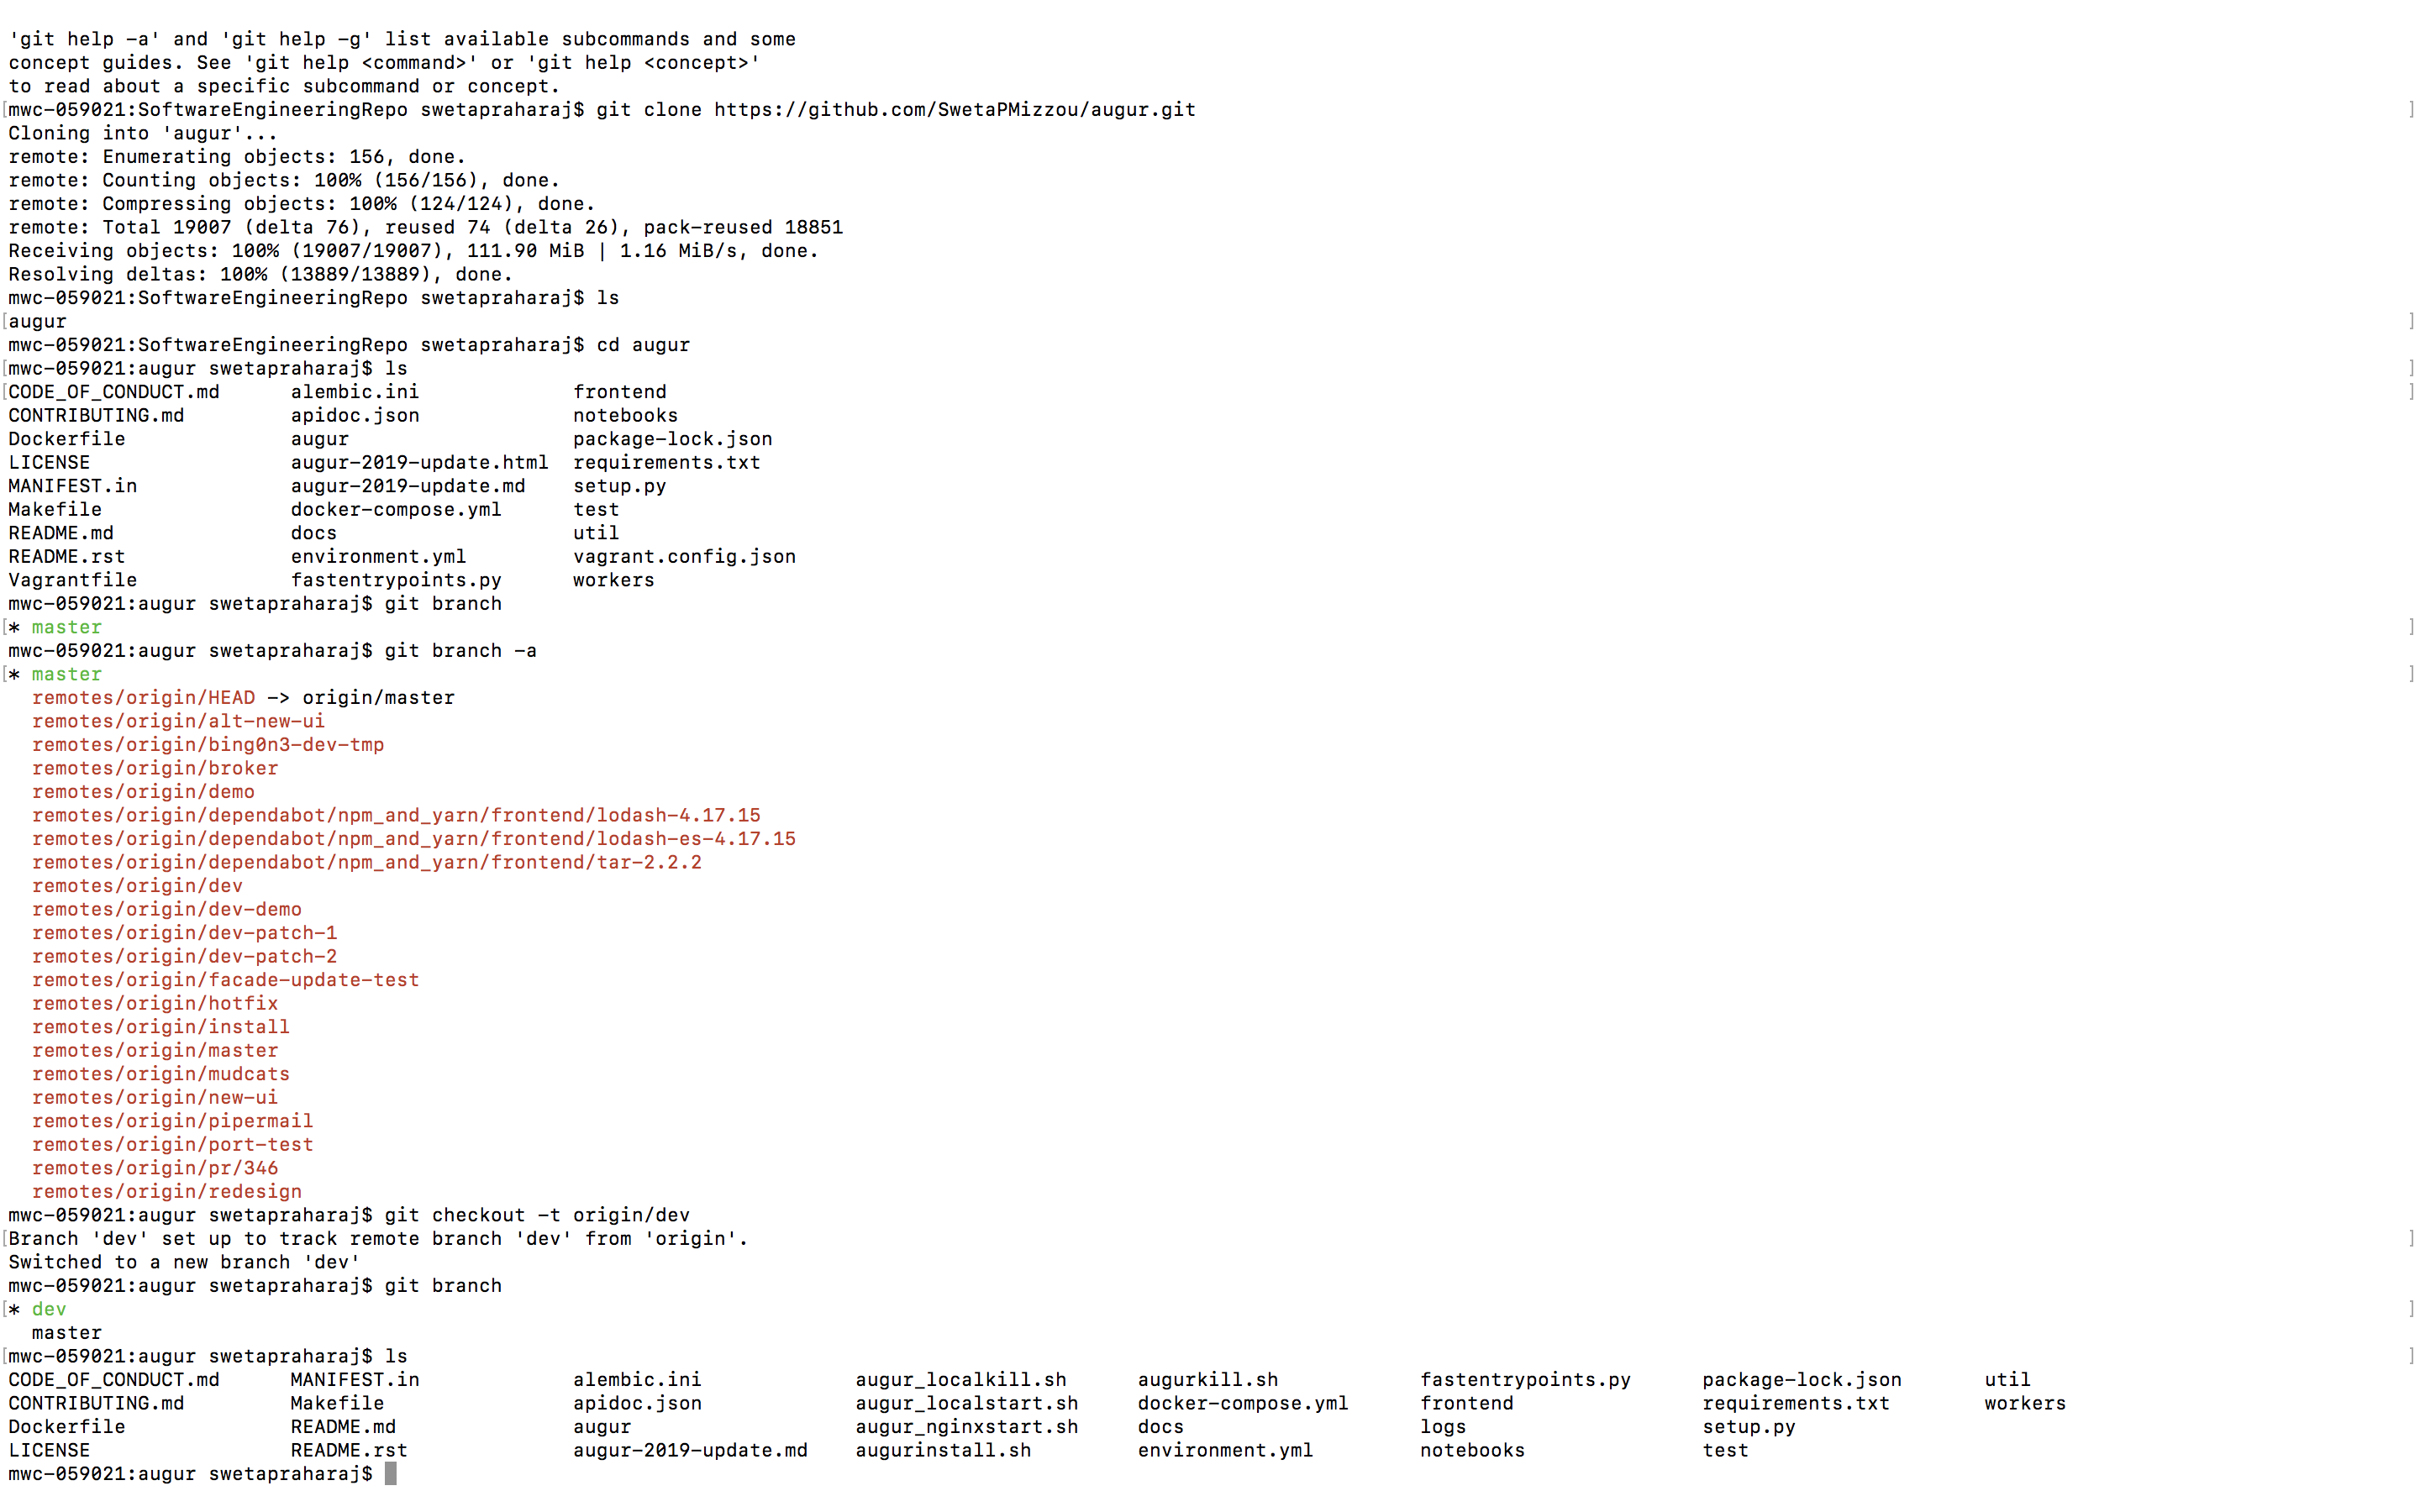 'git help -a' and 'git help -g' list available subcommands and some
concept guides. See 'git help <command>' or 'git help <concept>'
to read about a specific subcommand or concept.
[mwc-059021:SoftwareEngineeringRepo swetapraharaj$ git clone https://github.com/SwetaPMizzou/augur.git ]
Cloning into 'augur'...
remote: Enumerating objects: 156, done.
remote: Counting objects: 100% (156/156), done.
remote: Compressing objects: 100% (124/124), done.
remote: Total 19007 (delta 76), reused 74 (delta 26), pack-reused 18851
Receiving objects: 100% (19007/19007), 111.90 MiB | 1.16 MiB/s, done.
Resolving deltas: 100% (13889/13889), done.
mwc-059021:SoftwareEngineeringRepo swetapraharaj$ ls
[augur ]
mwc-059021:SoftwareEngineeringRepo swetapraharaj$ cd augur
[mwc-059021:augur swetapraharaj$ ls ]
[CODE_OF_CONDUCT.md alembic.ini frontend ]
CONTRIBUTING.md apidoc.json notebooks
Dockerfile augur package-lock.json
LICENSE augur-2019-update.html requirements.txt
MANIFEST.in augur-2019-update.md setup.py
Makefile docker-compose.yml test
README.md docs util
README.rst environment.yml vagrant.config.json
Vagrantfile fastentrypoints.py workers
mwc-059021:augur swetapraharaj$ git branch
[* master ]
mwc-059021:augur swetapraharaj$ git branch -a
[* master ]
remotes/origin/HEAD -> origin/master
remotes/origin/alt-new-ui
remotes/origin/bing0n3-dev-tmp
remotes/origin/broker
remotes/origin/demo
remotes/origin/dependabot/npm_and_yarn/frontend/lodash-4.17.15
remotes/origin/dependabot/npm_and_yarn/frontend/lodash-es-4.17.15
remotes/origin/dependabot/npm_and_yarn/frontend/tar-2.2.2
remotes/origin/dev
remotes/origin/dev-demo
remotes/origin/dev-patch-1
remotes/origin/dev-patch-2
remotes/origin/facade-update-test
remotes/origin/hotfix
remotes/origin/install
remotes/origin/master
remotes/origin/mudcats
remotes/origin/new-ui
remotes/origin/pipermail
remotes/origin/port-test
remotes/origin/pr/346
remotes/origin/redesign
mwc-059021:augur swetapraharaj$ git checkout -t origin/dev
[Branch 'dev' set up to track remote branch 'dev' from 'origin'. ]
Switched to a new branch 'dev'
mwc-059021:augur swetapraharaj$ git branch
[* dev ]
master
[mwc-059021:augur swetapraharaj$ ls ]
CODE_OF_CONDUCT.md MANIFEST.in alembic.ini augur_localkill.sh augurkill.sh fastentrypoints.py package-lock.json util
CONTRIBUTING.md Makefile apidoc.json augur_localstart.sh docker-compose.yml frontend requirements.txt workers
Dockerfile README.md augur augur_nginxstart.sh docs logs setup.py
LICENSE README.rst augur-2019-update.md augurinstall.sh environment.yml notebooks test
mwc-059021:augur swetapraharaj$